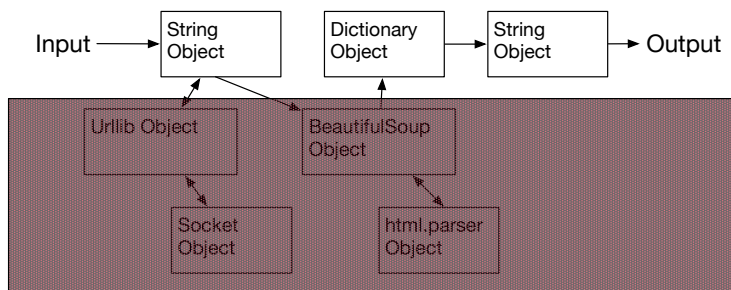 Input
String
Object
Dictionary
Object
String
Object
Output
Urllib Object
BeautifulSoup
Object
Socket
Object
html.parser
Object